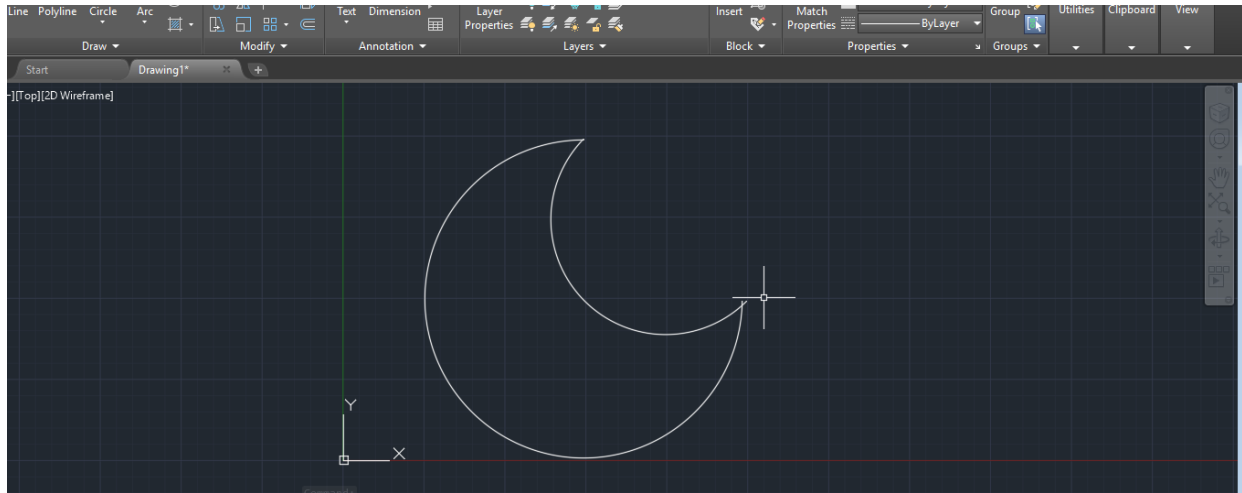 Line Polyline Circle Arc Text Dimension Layer Properties Insert Match Properties ByLayer Group Utilities Clipboard View
Draw Modify Annotation Layers Block Properties Groups
Start Drawing1* +
-][Top][2D Wireframe]
Y
X